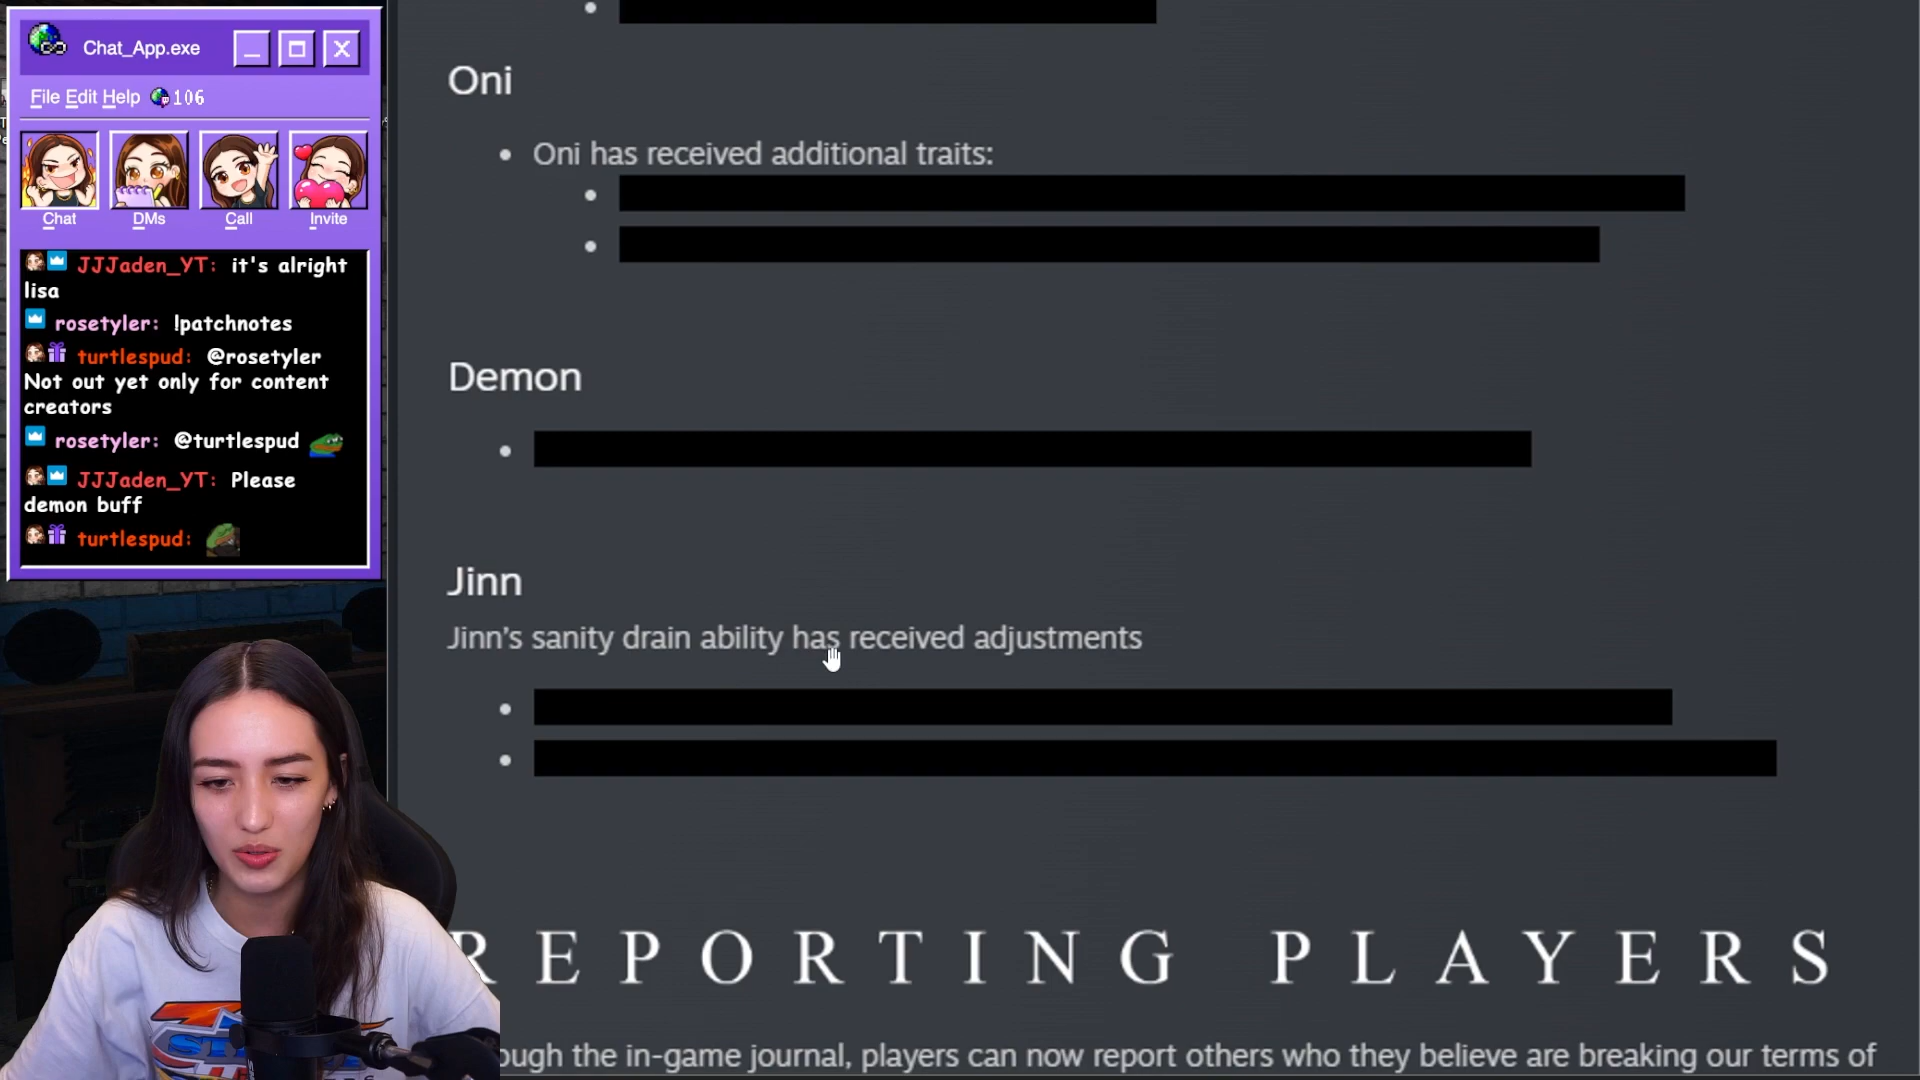 Chat_App.exe
File Edit Help 106
Chat DMs Call Invite
JJJaden_YT: it's alright
lisa
rosetyler: !patchnotes
turtlespud: @rosetyler
Not out yet only for content
creators
rosetyler: @turtlespud
JJJaden_YT: Please
demon buff
turtlespud:
Oni
Oni has received additional traits:
Demon
Jinn
Jinn's sanity drain ability has received adjustments
REPORTING PLAYERS
ough the in-game journal, players can now report others who they believe are breaking our terms of